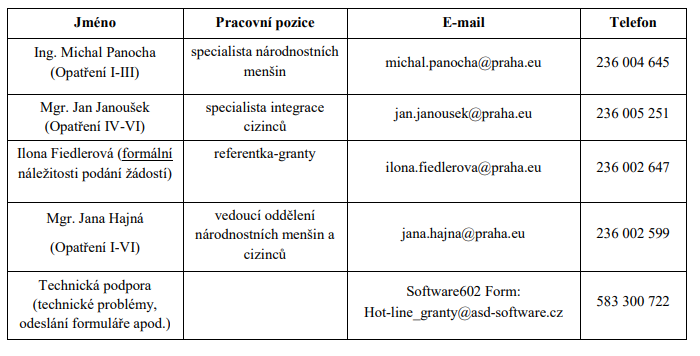 Jméno Pracovní pozice E-mail Telefon
Ing. Michal Panocha
(Opatření I-III)
specialista národnostních
menšin
michal.panocha@praha.eu
236 004 645
Mgr. Jan Janoušek
(Opatření IV-VI)
specialista integrace
cizinců
jan.janousek@praha.eu
236 005 251
Ilona Fiedlerová (formální
náležitosti podání žádostí)
referentka-granty
ilona.fiedlerova@praha.eu
236 002 647
Mgr. Jana Hajná
(Opatření I-VI)
vedoucí oddělení
národnostních menšin a
cizinců
jana.hajna@praha.eu
236 002 599
Technická podpora
(technické problémy,
odeslání formuláře apod.)
Software602 Form:
Hot-line_granty@asd-software.cz
583 300 722